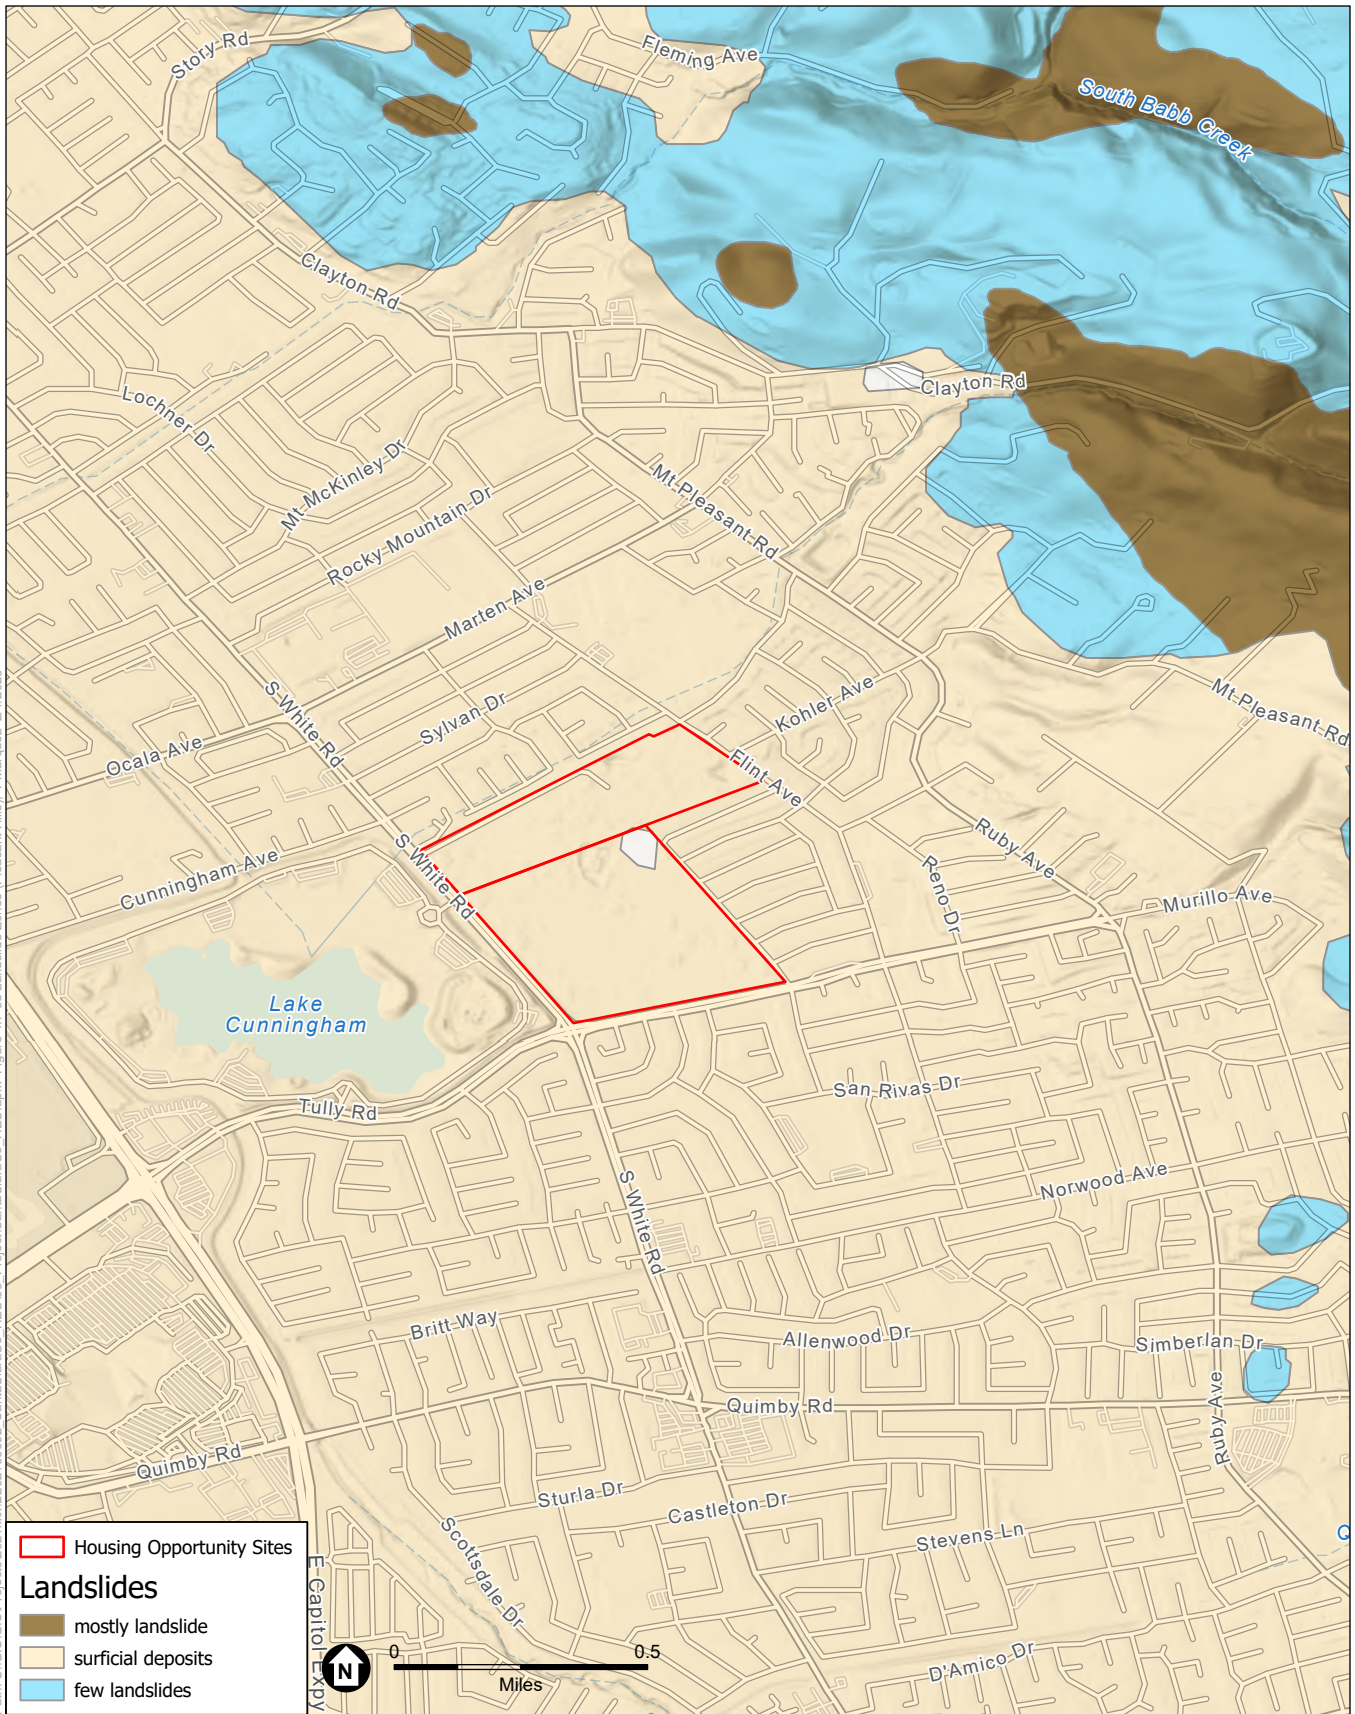 Story Rd
Fleming Ave
South Babb Creek
Clayton Rd
Clayton Rd
Lochner Dr
Mt McKinley Dr
Rocky Mountain Dr
Mt Pleasant Rd
Marten Ave
S White Rd
Sylvan Dr
Kohler Ave
Mt Pleasant Rd
Ocala Ave
Flint Ave
Cunningham Ave
S White Rd
Ruby Ave
Reno Dr
Murillo Ave
Lake
Cunningham
Tully Rd
San Rivas Dr
S White Rd
Norwood Ave
Britt Way
Allenwood Dr
Simberlan Dr
Quimby Rd
Ruby Ave
Quimby Rd
Sturla Dr
Castleton Dr
Stevens Ln
Q
Scottsdale Dr
E Capitol Expy
D'Amico Dr
Housing Opportunity Sites
Landslides
mostly landslide
surficial deposits
few landslides
N
0
0.5
Miles